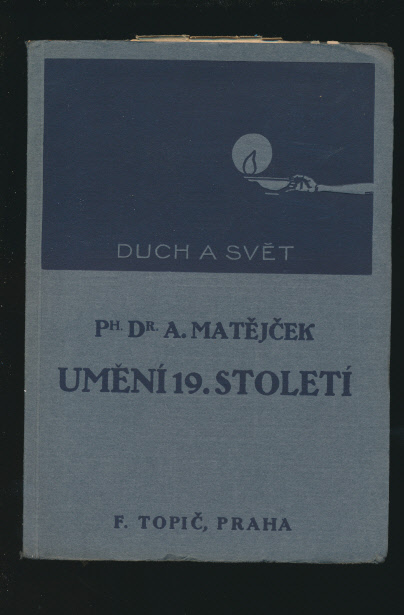 DUCH A SVĚT
PH. DR. A. MATĚJČEK
UMĚNÍ 19. STOLETÍ
F. TOPIČ, PRAHA